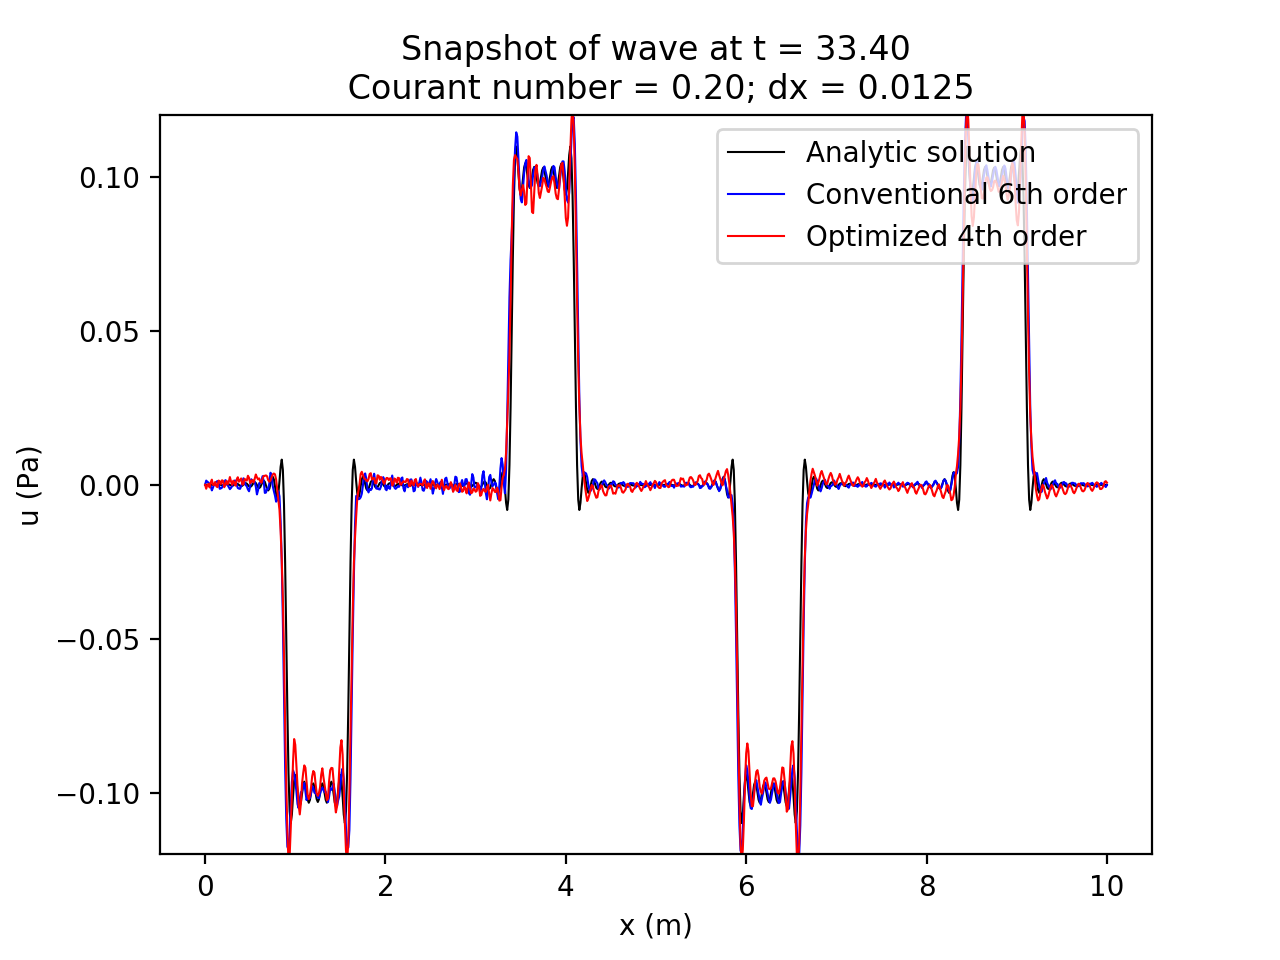 Snapshot of wave at t = 33.40
Courant number = 0.20; dx = 0.0125
Analytic solution
Conventional 6th order
Optimized 4th order
0.10
0.05
0.00
−0.05
−0.10
u (Pa)
0 2 4 6 8 10
x (m)